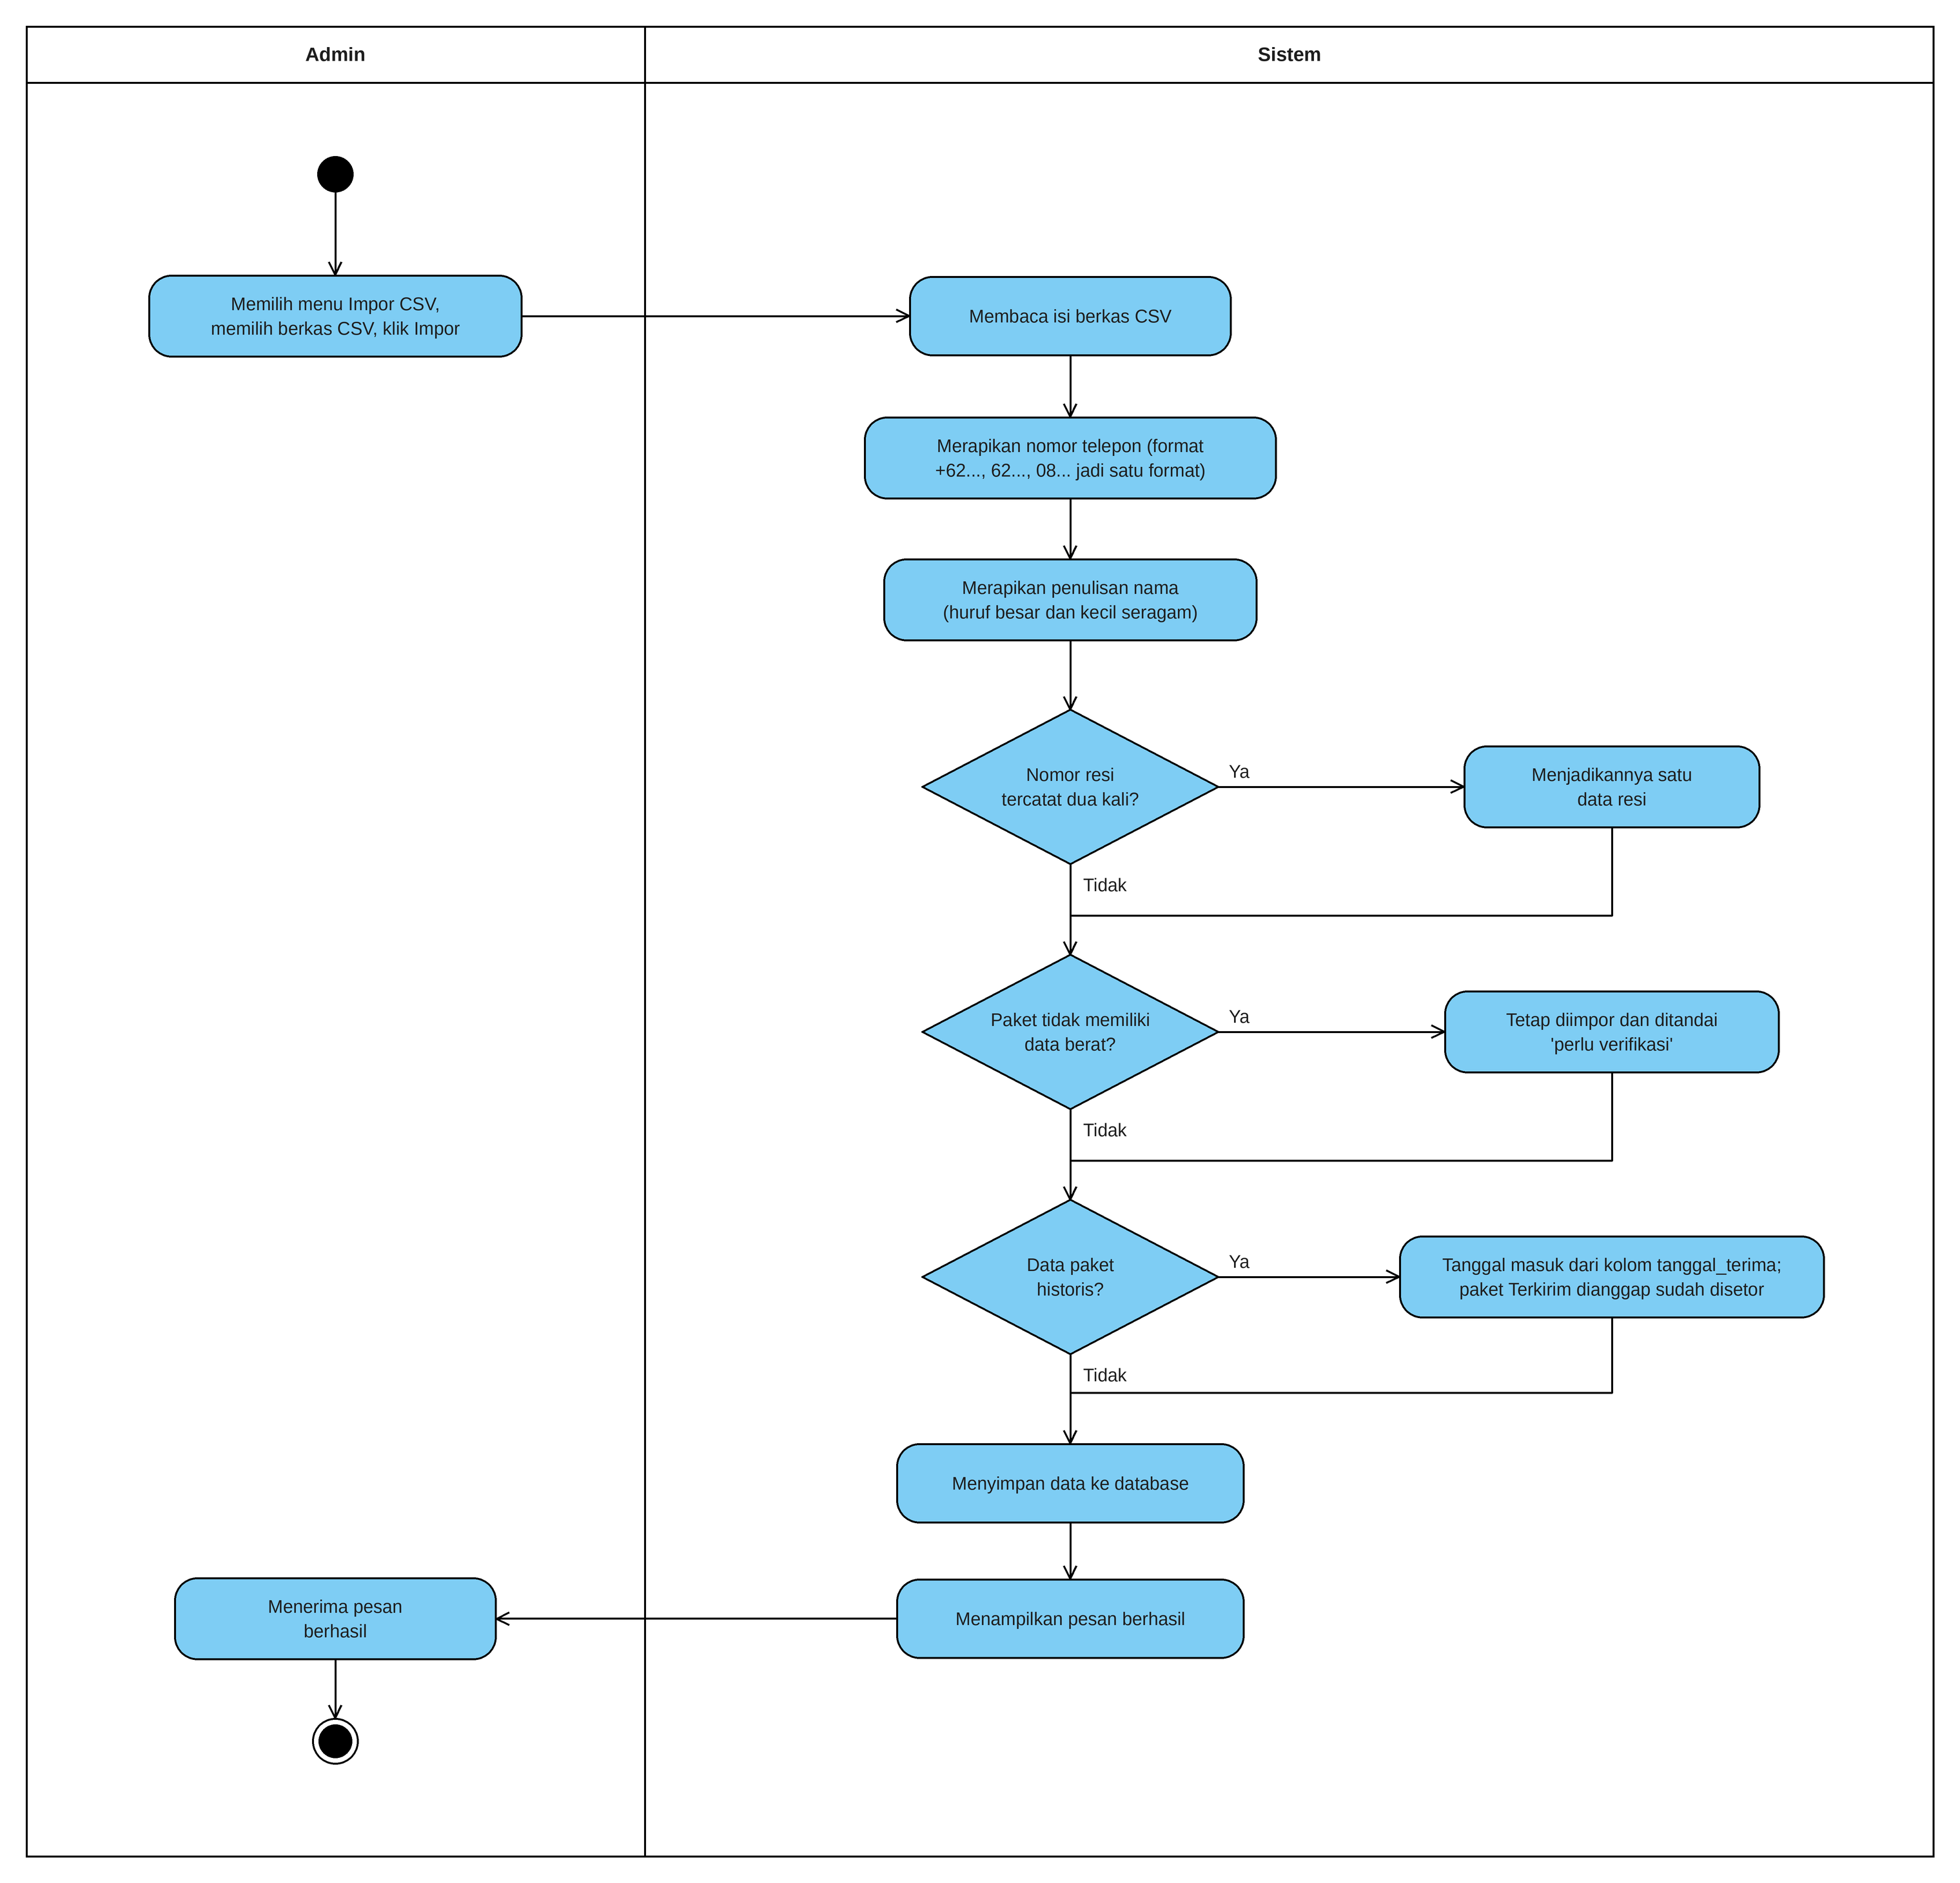 Admin
Sistem
Memilih menu Impor CSV,
memilih berkas CSV, klik Impor
Membaca isi berkas CSV
Merapikan nomor telepon (format
+62..., 62..., 08... jadi satu format)
Merapikan penulisan nama
(huruf besar dan kecil seragam)
Nomor resi
tercatat dua kali?
Ya
Menjadikannya satu
data resi
Tidak
Paket tidak memiliki
data berat?
Ya
Tetap diimpor dan ditandai
'perlu verifikasi'
Tidak
Data paket
historis?
Ya
Tanggal masuk dari kolom tanggal_terima;
paket Terkirim dianggap sudah disetor
Tidak
Menyimpan data ke database
Menampilkan pesan berhasil
Menerima pesan
berhasil